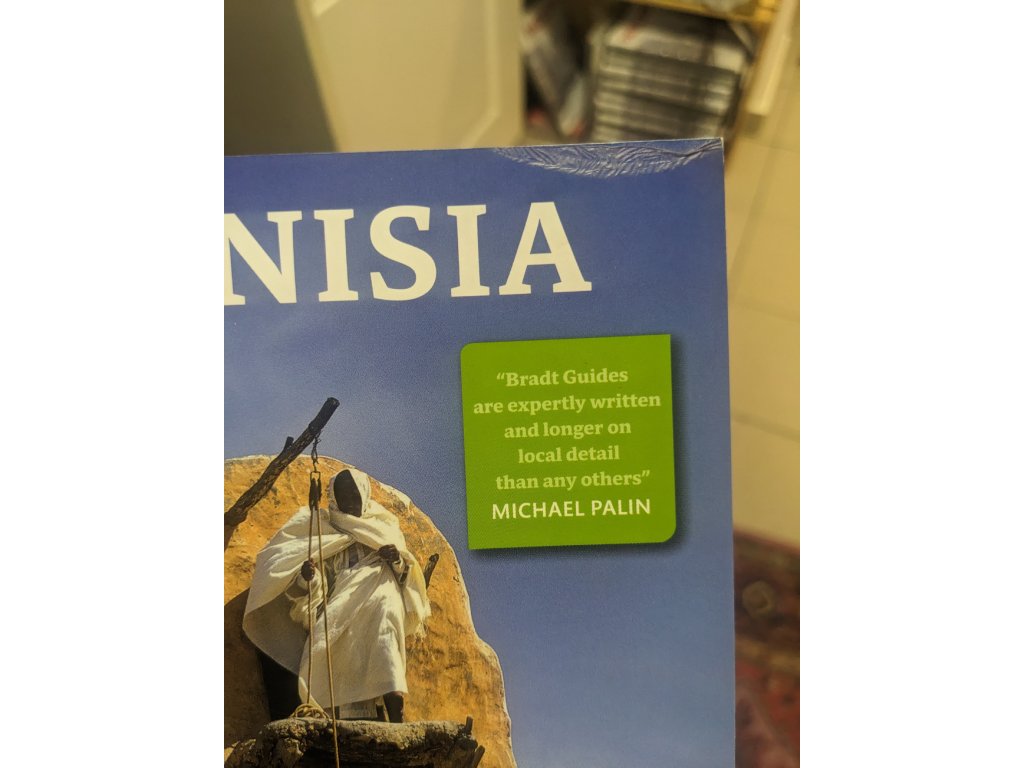 NISIA
“Bradt Guides
are expertly written
and longer on
local detail
than any others”
MICHAEL PALIN